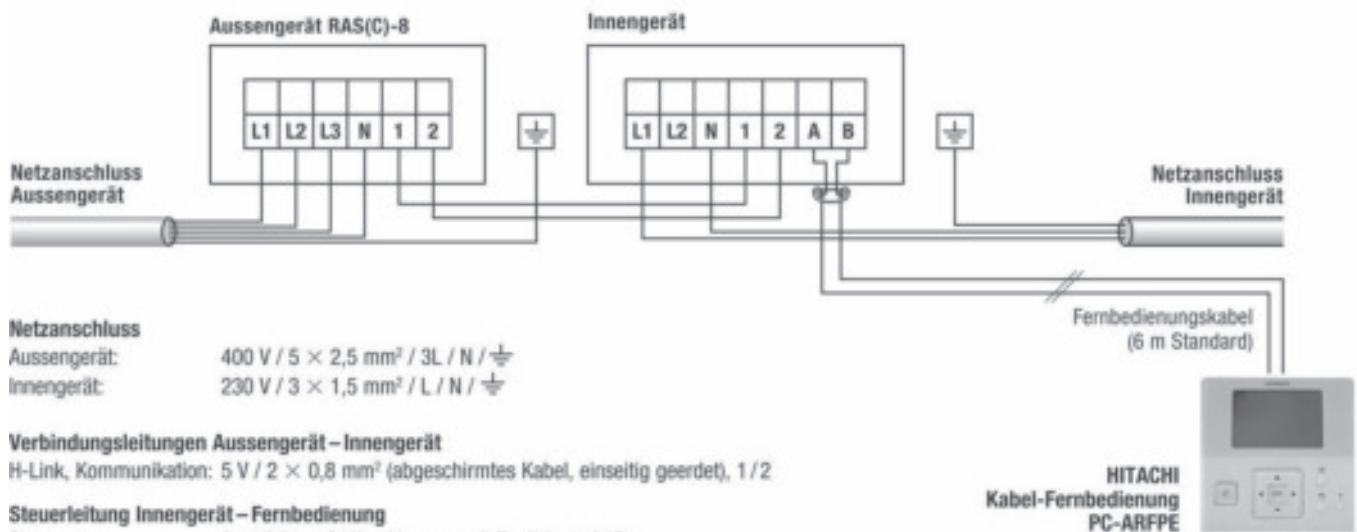 Aussengerät RAS(C)-8
Innengerät
L1 L2 L3 N 1 2
L1 L2 N 1 2 A B
Netzanschluss
Aussengerät
Netzanschluss
Innengerät
Fernbedienungskabel
(6 m Standard)
Netzanschluss
Aussengerät: 400 V / 5 × 2,5 mm² / 3L / N / ⏚
Innengerät: 230 V / 3 × 1,5 mm² / L / N / ⏚
Verbindungsleitungen Aussengerät – Innengerät
H-Link, Kommunikation: 5 V / 2 × 0,8 mm² (abgeschirmtes Kabel, einseitig geerdet), 1 / 2
HITACHI
Kabel-Fernbedienung
PC-ARFPE
Steuerleitung Innengerät – Fernbedienung